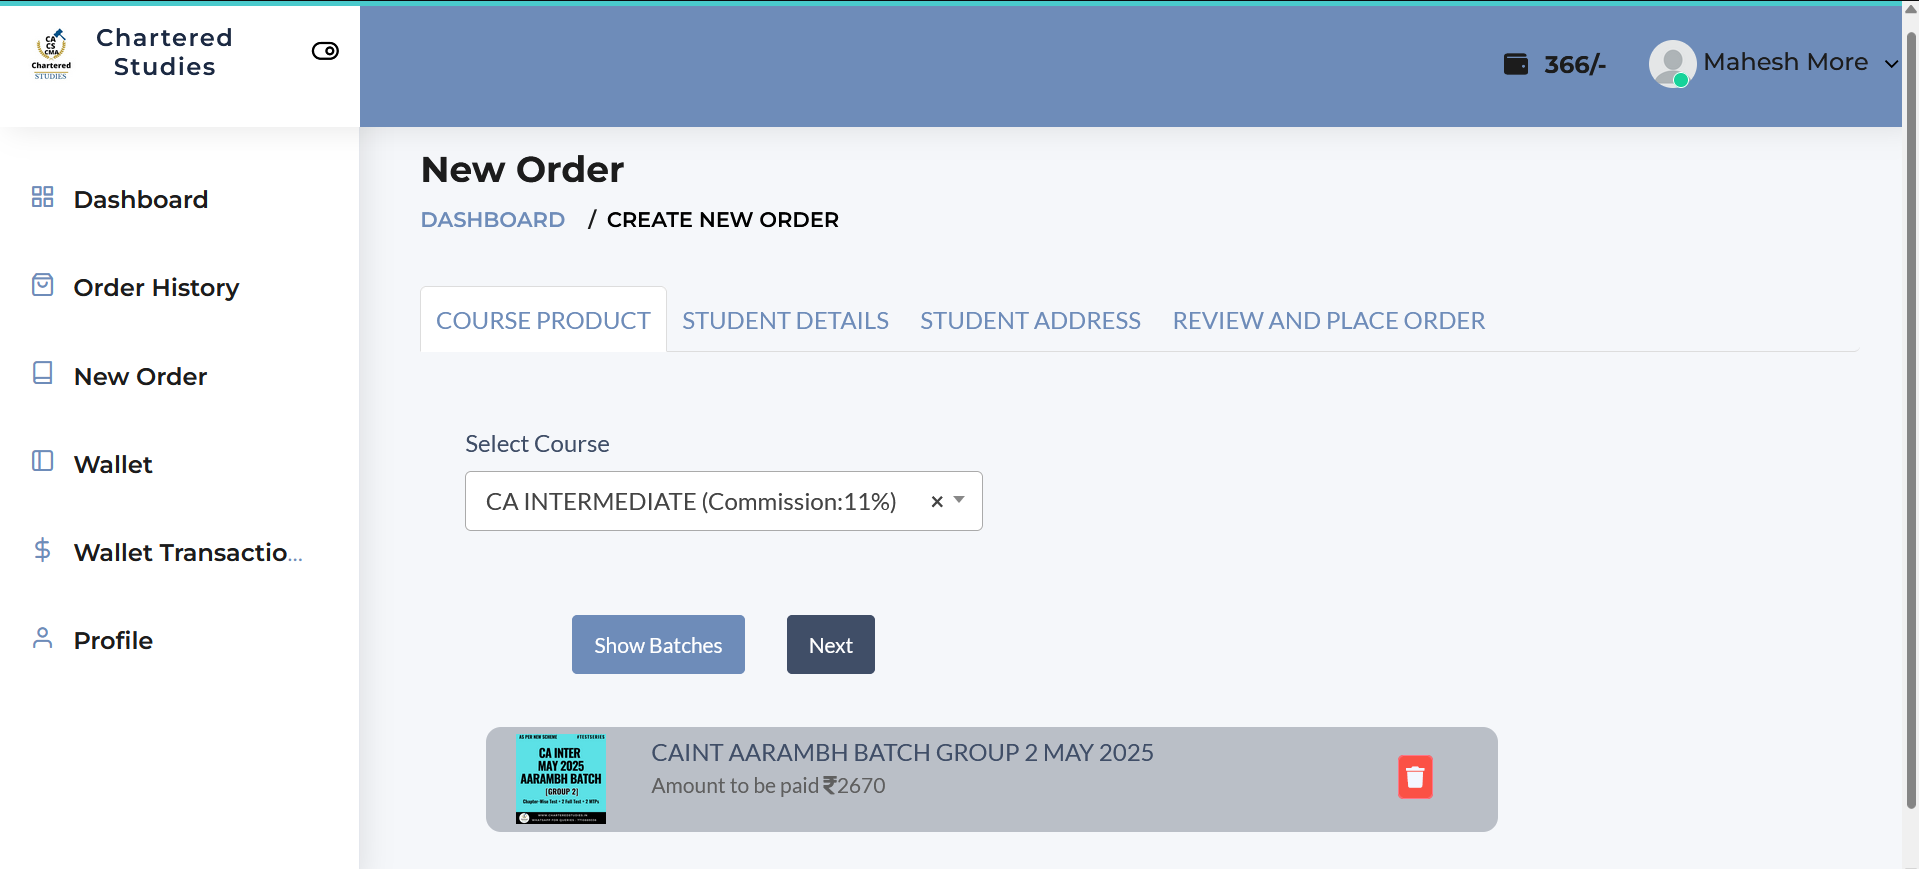 CA
CS
CMA
Chartered
STUDIES
Chartered
Studies
366/-
Mahesh More
Dashboard
Order History
New Order
Wallet
Wallet Transactio...
Profile
New Order
DASHBOARD / CREATE NEW ORDER
COURSE PRODUCT STUDENT DETAILS STUDENT ADDRESS REVIEW AND PLACE ORDER
Select Course
CA INTERMEDIATE (Commission:11%) ×
Show Batches Next
AS PER NEW SCHEME #TESTSERIES
CA INTER
MAY 2025
AARAMBH BATCH
(GROUP 2)
Chapter-Wise Test + 2 Full Test + 2 MTPs
CAINT AARAMBH BATCH GROUP 2 MAY 2025
Amount to be paid ₹2670